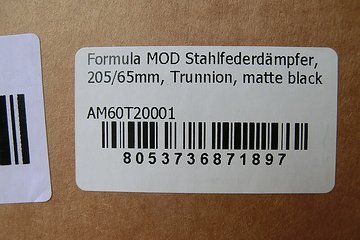 Formula MOD Stahlfederdämpfer,
205/65mm, Trunnion, matte black
AM60T20001
8053736871897